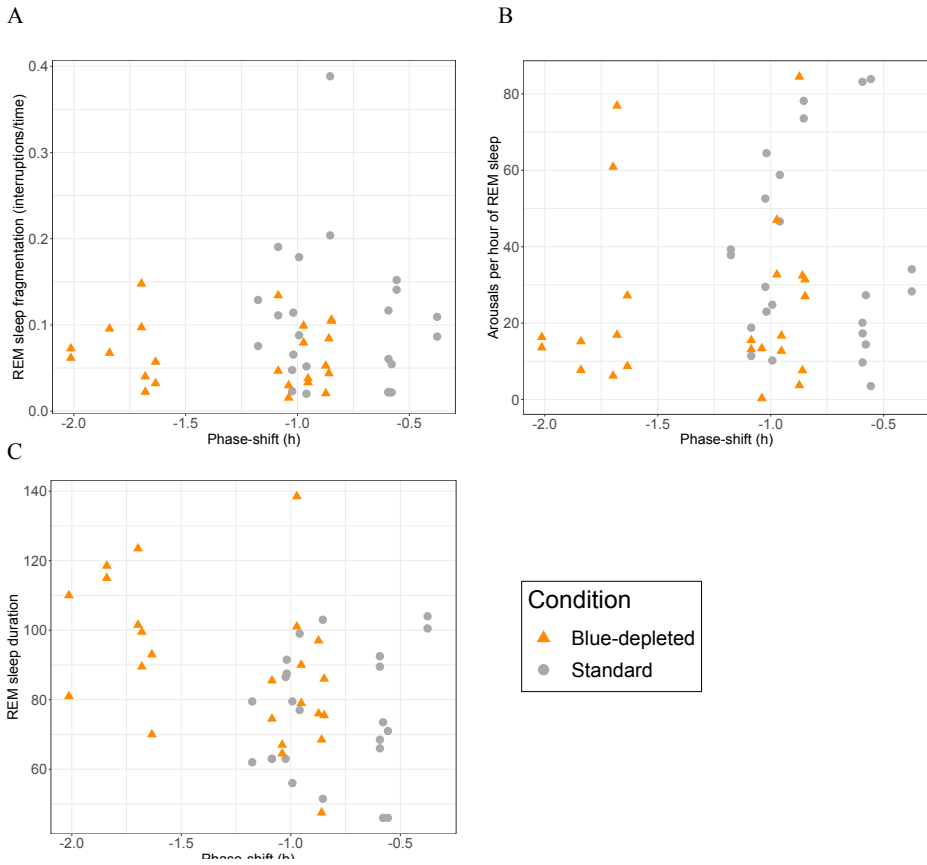 A
REM sleep fragmentation (interruptions/time)
0.4
0.3
0.2
0.1
0.0
-2.0 -1.5 -1.0 -0.5
Phase-shift (h)
B
Arousals per hour of REM sleep
80
60
40
20
0
-2.0 -1.5 -1.0 -0.5
Phase-shift (h)
C
REM sleep duration
140
120
100
80
60
-2.0 -1.5 -1.0 -0.5
Phase-shift (h)
Condition
Blue-depleted
Standard